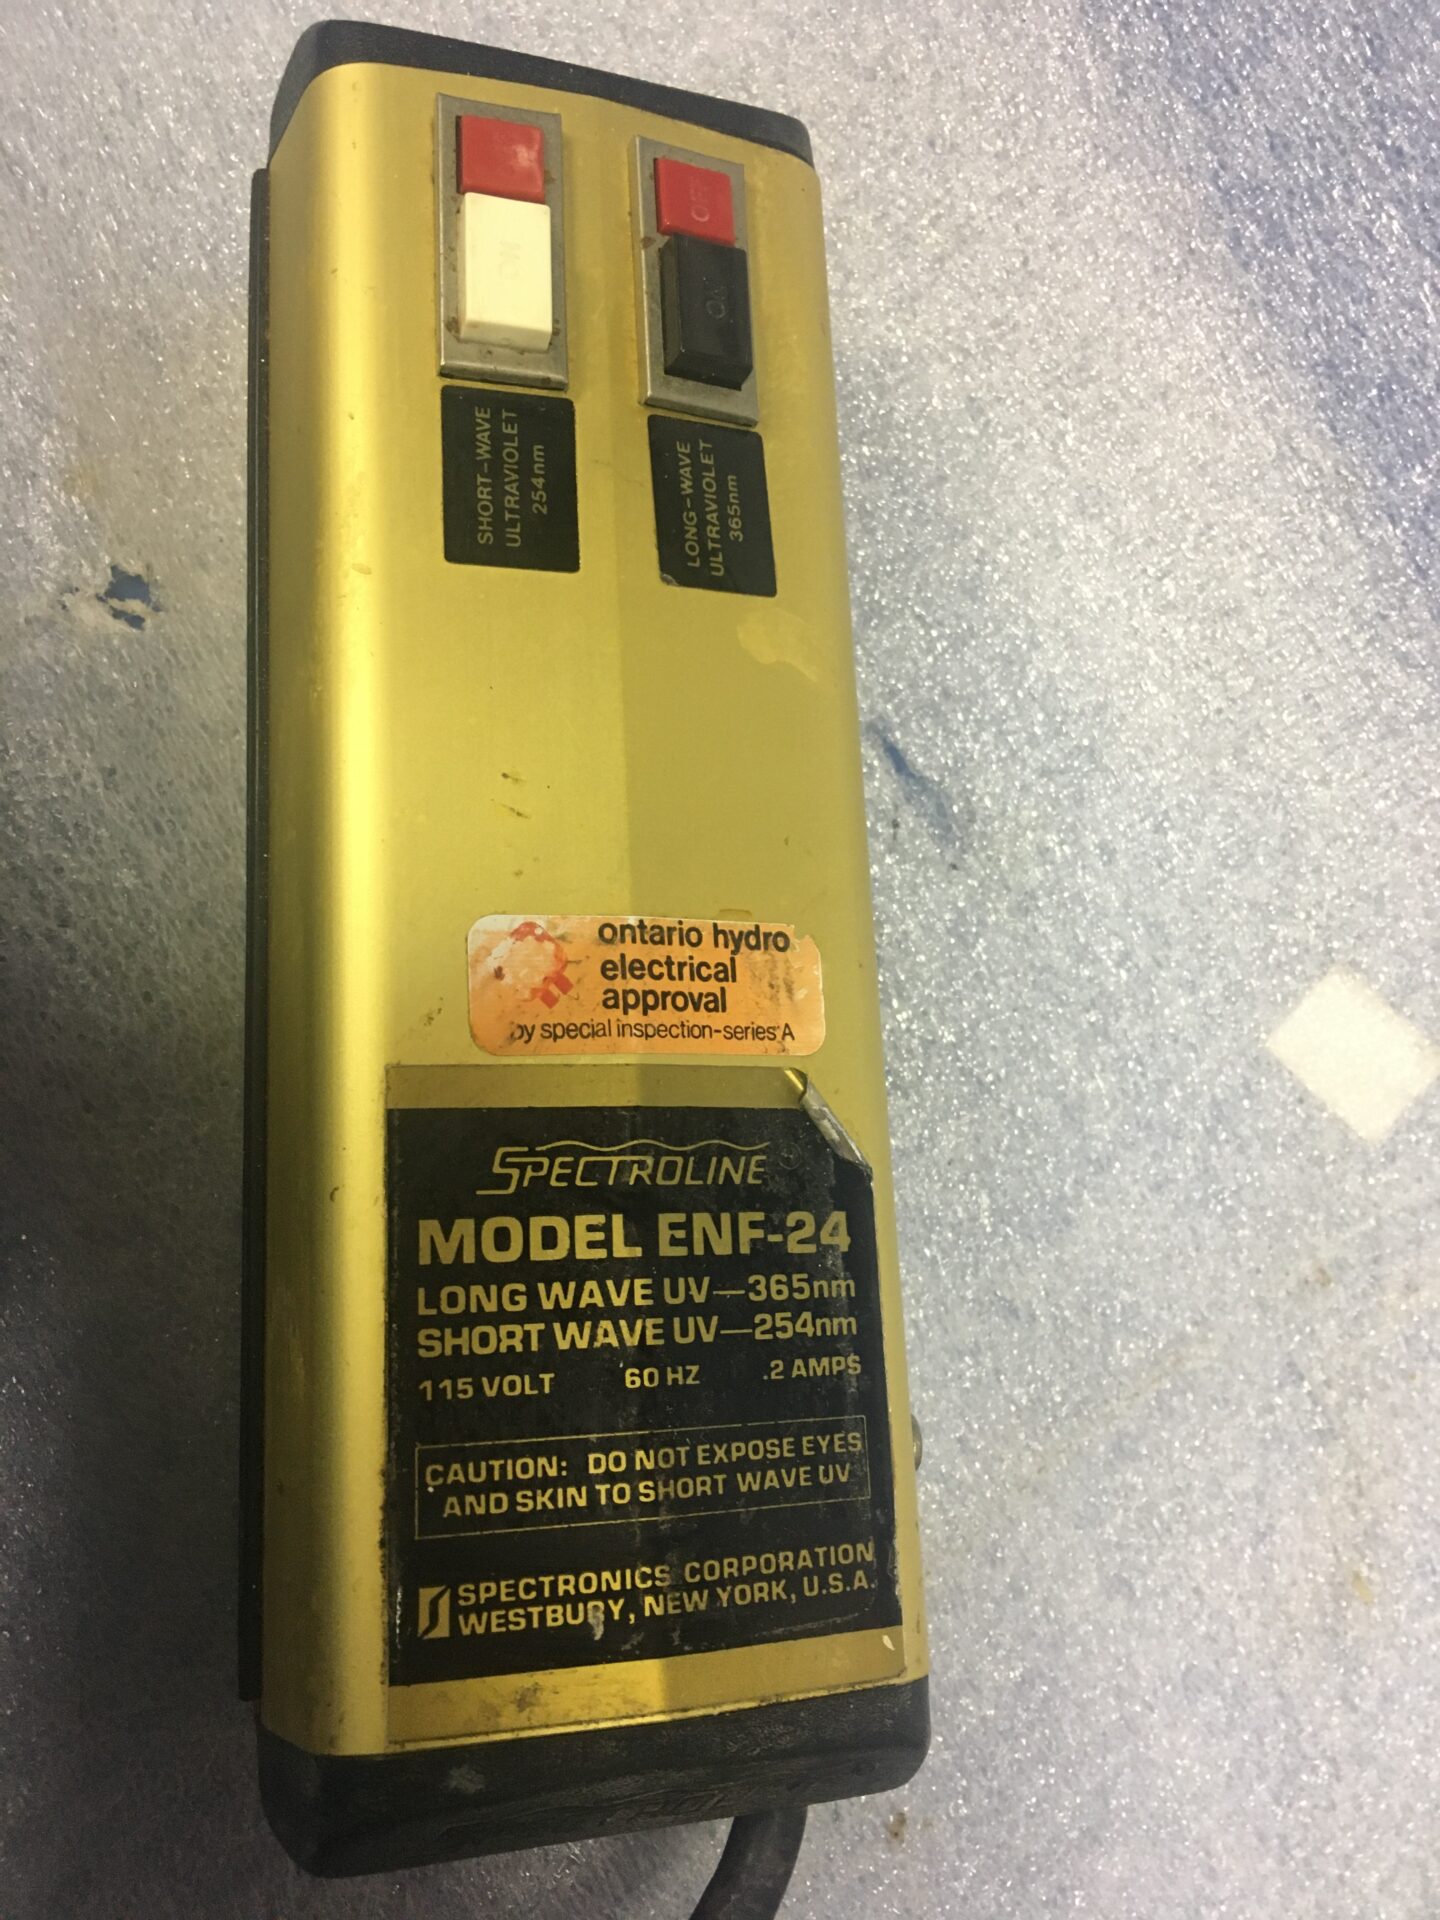 ON
OFF
ON
SHORT-WAVE
ULTRAVIOLET
254nm
LONG-WAVE
ULTRAVIOLET
365nm
ontario hydro
electrical
approval
by special inspection-series A
SPECTROLINE ®
MODEL ENF-24
LONG WAVE UV—365nm
SHORT WAVE UV—254nm
115 VOLT 60 HZ .2 AMPS
CAUTION: DO NOT EXPOSE EYES
AND SKIN TO SHORT WAVE UV
SPECTRONICS CORPORATION
WESTBURY, NEW YORK, U.S.A.